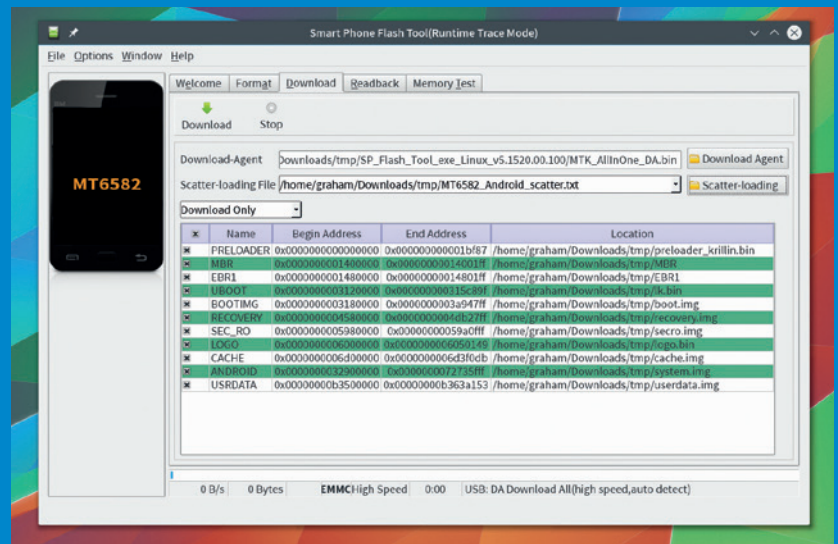 Smart Phone Flash Tool(Runtime Trace Mode)
File Options Window Help
Welcome Format Download Readback Memory Test
Download Stop
Download-Agent Downloads/tmp/SP_Flash_Tool_exe_Linux_v5.1520.00.100/MTK_AllInOne_DA.bin Download Agent
MT6582
Scatter-loading File /home/graham/Downloads/tmp/MT6582_Android_scatter.txt Scatter-loading
Download Only
Name Begin Address End Address Location
PRELOADER 0x0000000000000000 0x000000000001bf87 /home/graham/Downloads/tmp/preloader_krillin.bin
MBR 0x0000000001400000 0x00000000014001ff /home/graham/Downloads/tmp/MBR
EBR1 0x0000000001480000 0x00000000014801ff /home/graham/Downloads/tmp/EBR1
UBOOT 0x0000000003120000 0x000000000315c89f /home/graham/Downloads/tmp/lk.bin
BOOTIMG 0x0000000003180000 0x0000000003a947ff /home/graham/Downloads/tmp/boot.img
RECOVERY 0x0000000004580000 0x0000000004db27ff /home/graham/Downloads/tmp/recovery.img
SEC_RO 0x0000000005980000 0x00000000059a0fff /home/graham/Downloads/tmp/secro.img
LOGO 0x0000000006000000 0x0000000006050149 /home/graham/Downloads/tmp/logo.bin
CACHE 0x0000000006d00000 0x0000000006d3f0db /home/graham/Downloads/tmp/cache.img
ANDROID 0x0000000032900000 0x0000000072735fff /home/graham/Downloads/tmp/system.img
USRDATA 0x00000000b3500000 0x00000000b363a153 /home/graham/Downloads/tmp/userdata.img
0 B/s 0 Bytes EMMC High Speed 0:00 USB: DA Download All(high speed,auto detect)